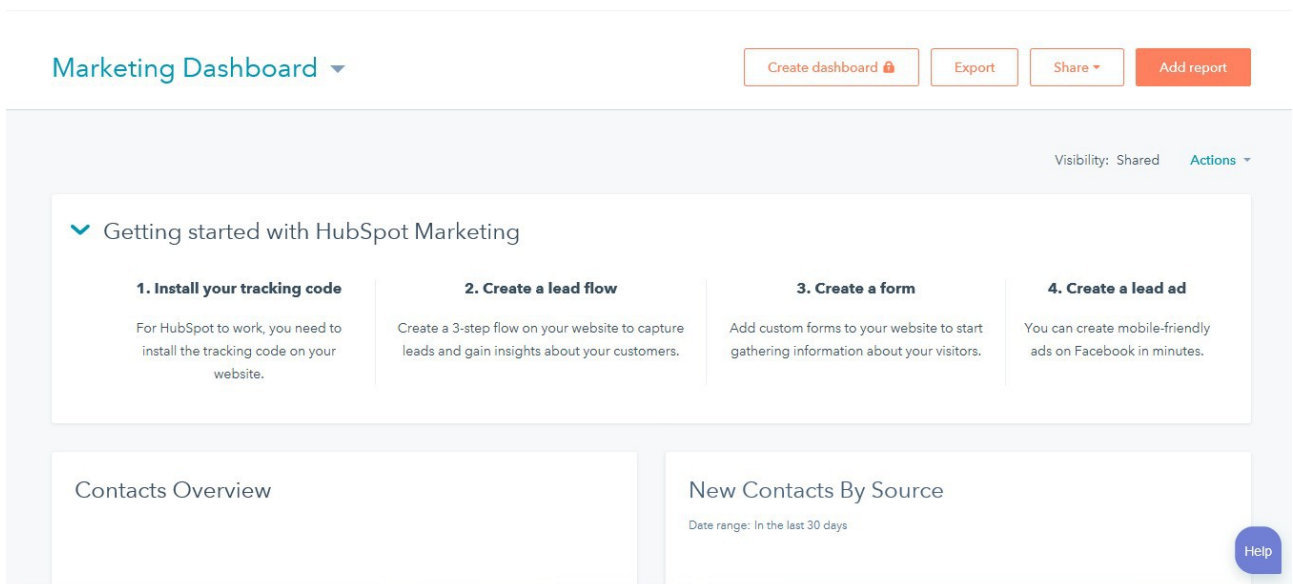 Marketing Dashboard
Create dashboard
Export
Share
Add report
Visibility: Shared
Actions
Getting started with HubSpot Marketing
1. Install your tracking code
For HubSpot to work, you need to
install the tracking code on your
website.
2. Create a lead flow
Create a 3-step flow on your website to capture
leads and gain insights about your customers.
3. Create a form
Add custom forms to your website to start
gathering information about your visitors.
4. Create a lead ad
You can create mobile-friendly
ads on Facebook in minutes.
Contacts Overview
New Contacts By Source
Date range: In the last 30 days
Help